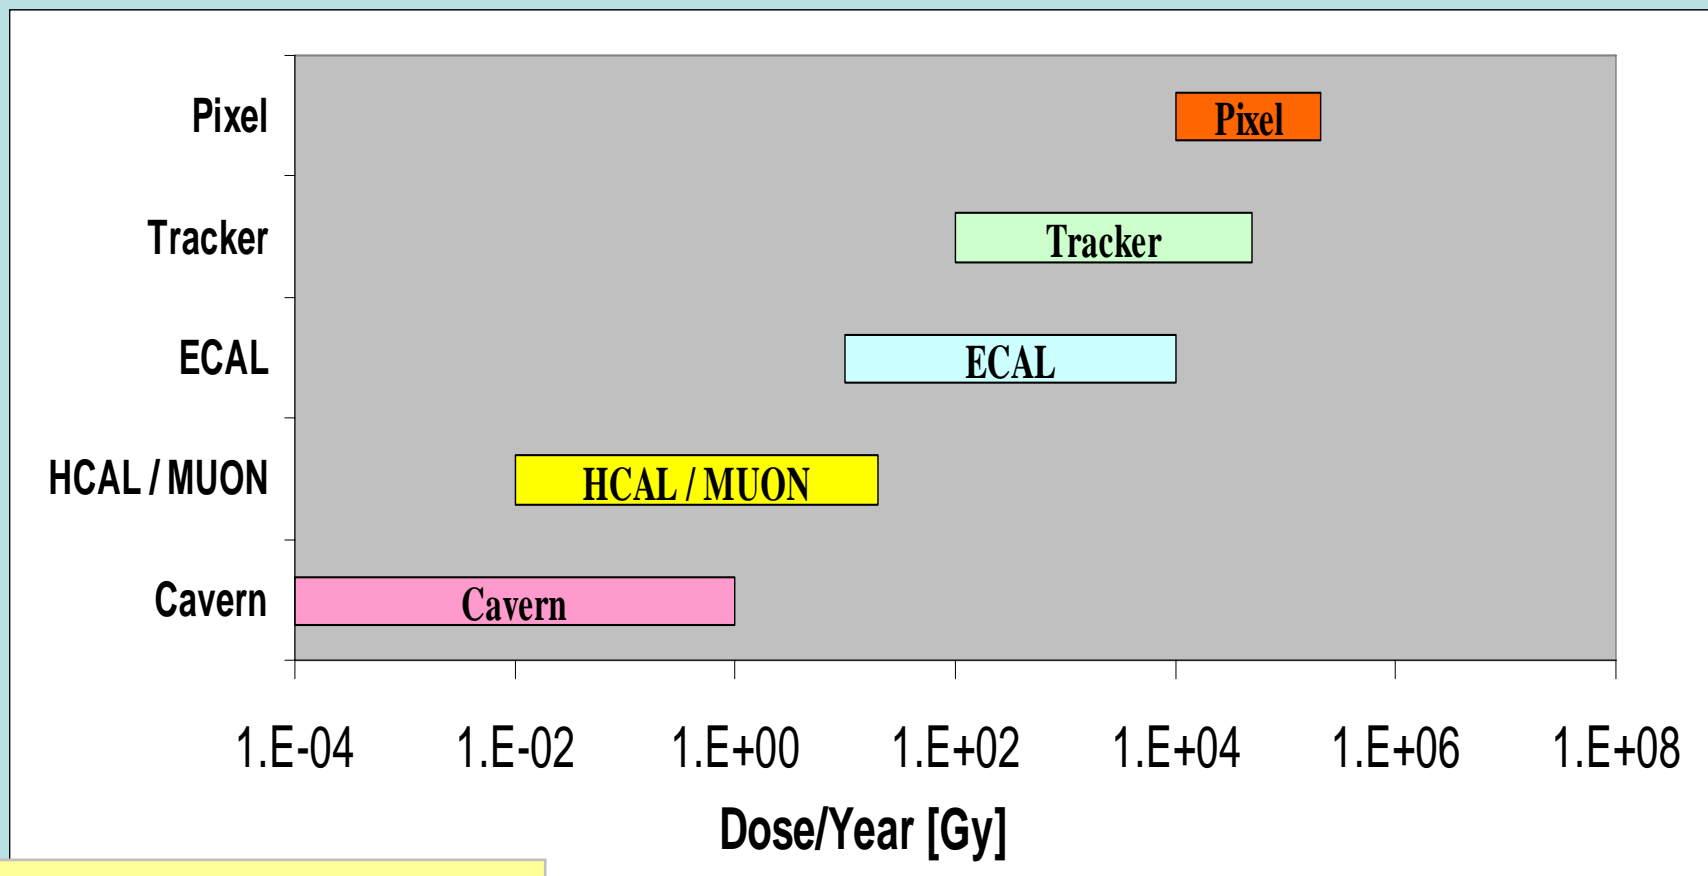 Pixel
Pixel
Tracker
Tracker
ECAL
ECAL
HCAL / MUON
HCAL / MUON
Cavern
Cavern
1.E-04 1.E-02 1.E+00 1.E+02 1.E+04 1.E+06 1.E+08
Dose/Year [Gy]